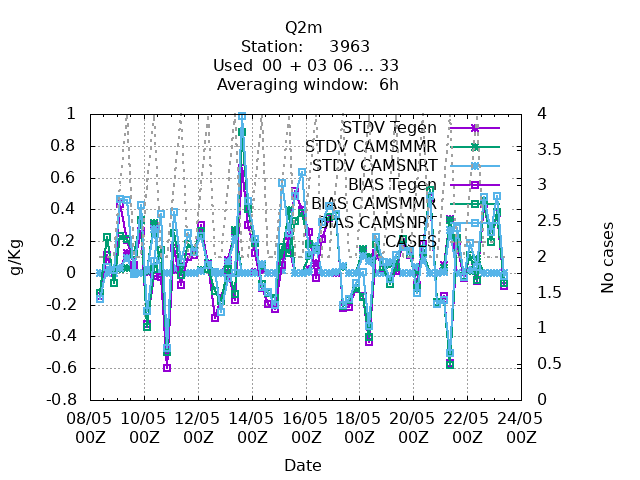 Q2m
Station: 3963
Used 00 + 03 06 ... 33
Averaging window: 6h
1
0.8
0.6
0.4
0.2
0
-0.2
-0.4
-0.6
-0.8
g/Kg
4
3.5
3
2.5
2
1.5
1
0.5
0
No cases
STDV Tegen
STDV CAMSMMR
STDV CAMSNRT
BIAS Tegen
BIAS CAMSMMR
BIAS CAMSNRT
CASES
08/05 10/05 12/05 14/05 16/05 18/05 20/05 22/05 24/05
00Z 00Z 00Z 00Z 00Z 00Z 00Z 00Z 00Z
Date